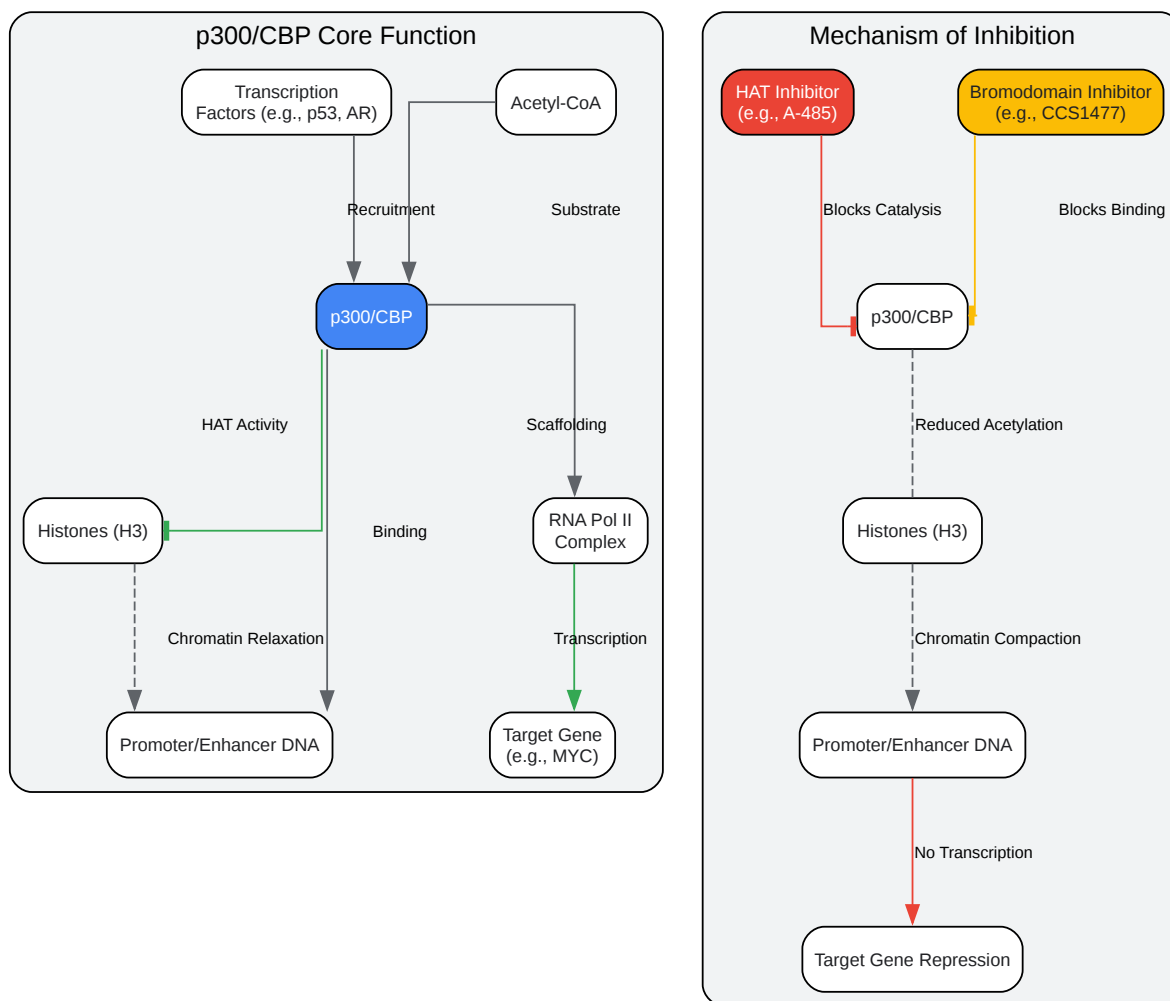 p300/CBP Core Function
Transcription
Factors (e.g., p53, AR)
Acetyl-CoA
Recruitment
Substrate
p300/CBP
HAT Activity
Scaffolding
Histones (H3)
Binding
RNA Pol II
Complex
Chromatin Relaxation
Transcription
Promoter/Enhancer DNA
Target Gene
(e.g., MYC)
Mechanism of Inhibition
HAT Inhibitor
(e.g., A-485)
Bromodomain Inhibitor
(e.g., CCS1477)
Blocks Catalysis
Blocks Binding
p300/CBP
Reduced Acetylation
Histones (H3)
Chromatin Compaction
Promoter/Enhancer DNA
No Transcription
Target Gene Repression